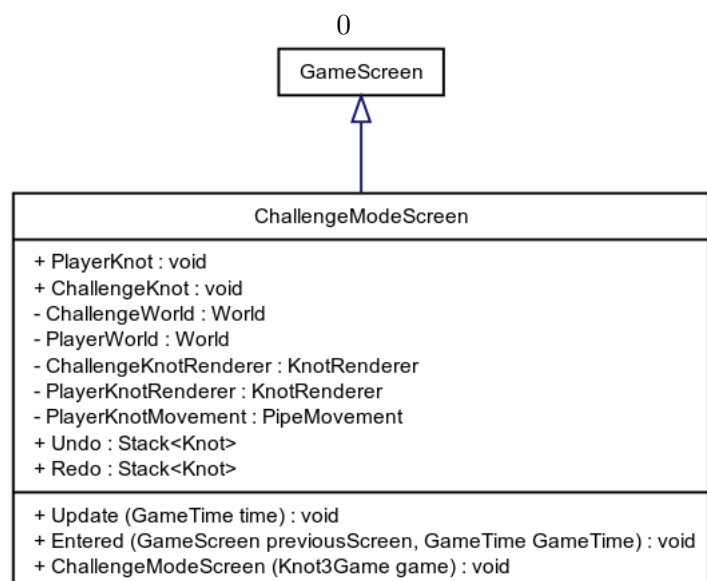 0
GameScreen
ChallengeModeScreen
+ PlayerKnot : void
+ ChallengeKnot : void
- ChallengeWorld : World
- PlayerWorld : World
- ChallengeKnotRenderer : KnotRenderer
- PlayerKnotRenderer : KnotRenderer
- PlayerKnotMovement : PipeMovement
+ Undo : Stack<Knot>
+ Redo : Stack<Knot>
+ Update (GameTime time) : void
+ Entered (GameScreen previousScreen, GameTime GameTime) : void
+ ChallengeModeScreen (Knot3Game game) : void